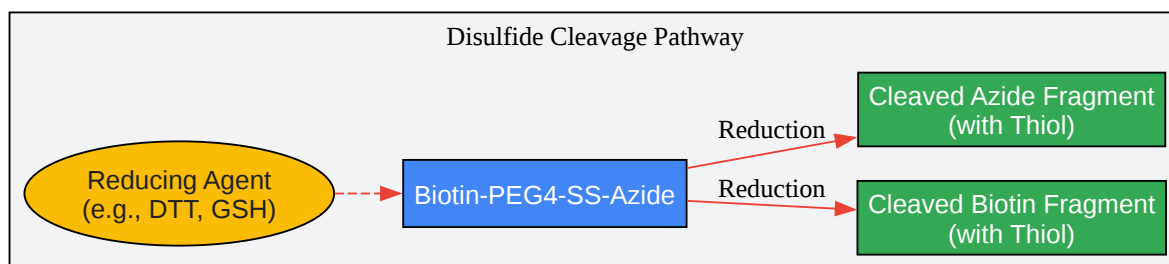 Disulfide Cleavage Pathway
Reducing Agent
(e.g., DTT, GSH)
Biotin-PEG4-SS-Azide
Reduction
Cleaved Azide Fragment
(with Thiol)
Reduction
Cleaved Biotin Fragment
(with Thiol)